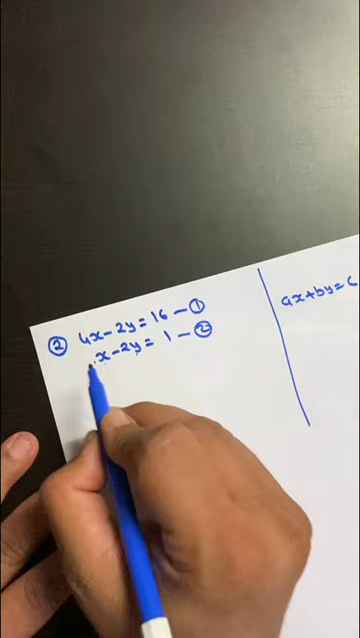 ② 4x-2y=16 —①
x-2y= 1 —②
ax+by=c